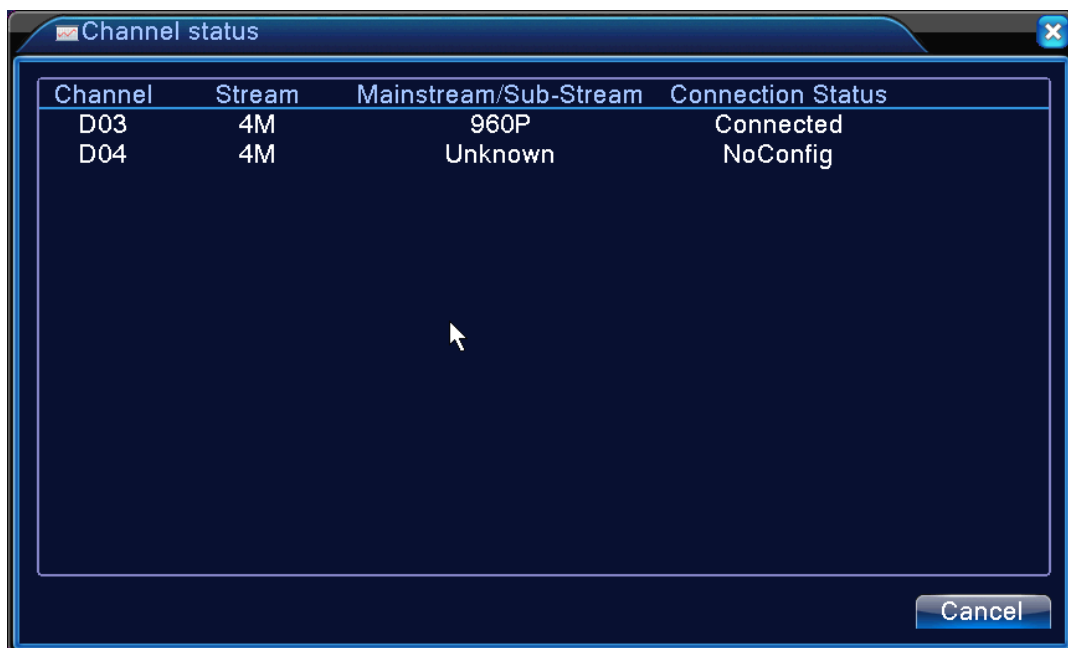 Channel status
Channel Stream Mainstream/Sub-Stream Connection Status
D03 4M 960P Connected
D04 4M Unknown NoConfig
Cancel